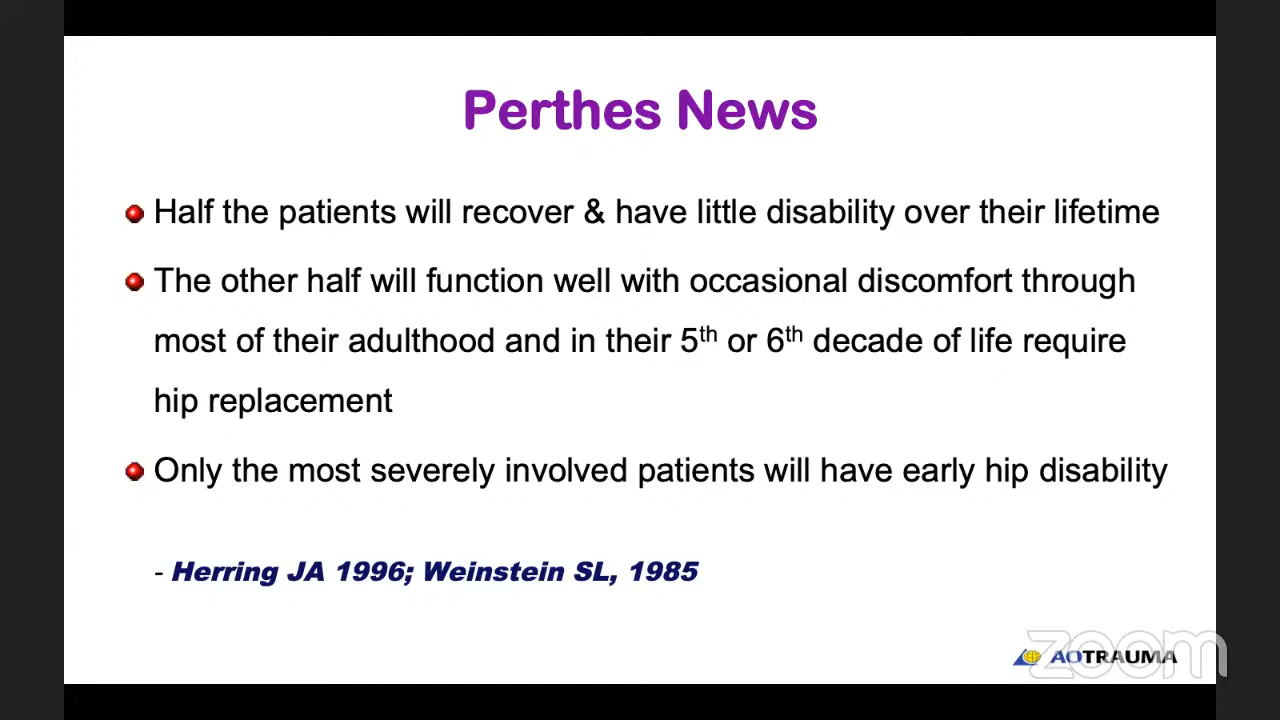 Perthes News
Half the patients will recover & have little disability over their lifetime
The other half will function well with occasional discomfort through
most of their adulthood and in their 5th or 6th decade of life require
hip replacement
Only the most severely involved patients will have early hip disability
- Herring JA 1996; Weinstein SL, 1985
AOTRAUMA
zoom